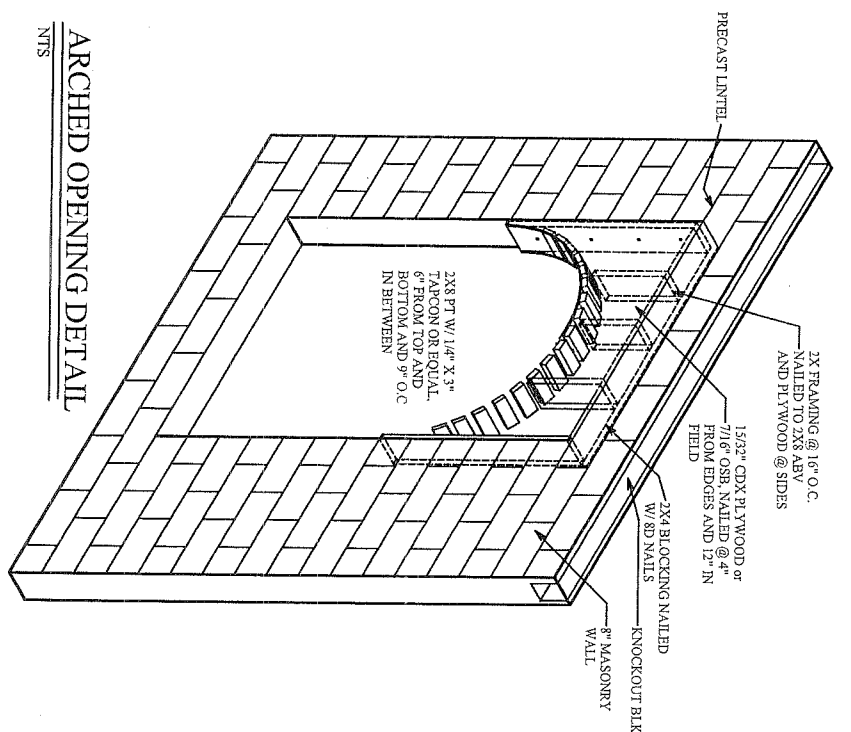 PRECAST LINTEL
2X FRAMING @ 16" O.C.
NAILED TO 2X8 ABV
AND PLYWOOD @ SIDES
15/32" CDX PLYWOOD or
7/16" OSB, NAILED @ 4"
FROM EDGES AND 12" IN
FIELD
2X4 BLOCKING NAILED
W/ 8D NAILS
KNOCKOUT BLK
8" MASONRY
WALL
2X8 PT W/ 1/4" X 3"
TAPCON OR EQUAL,
6" FROM TOP AND
BOTTOM AND 9" O.C
IN BETWEEN
ARCHED OPENING DETAIL
NTS